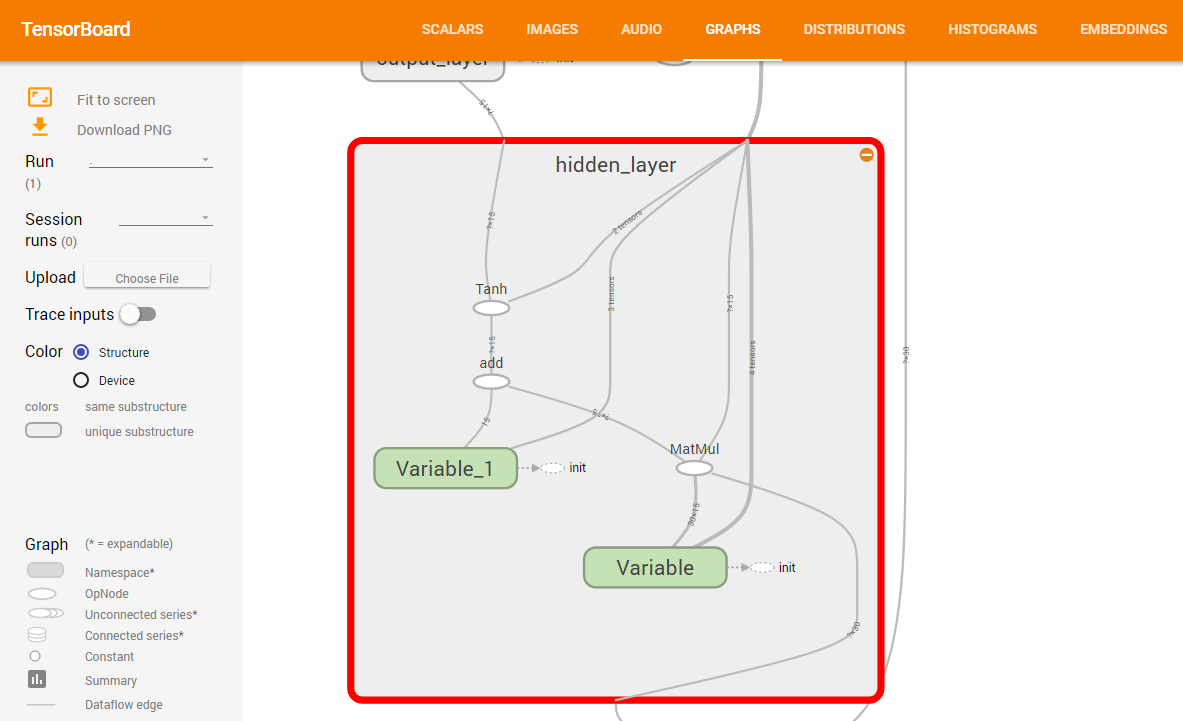 TensorBoard
SCALARS IMAGES AUDIO GRAPHS DISTRIBUTIONS HISTOGRAMS EMBEDDINGS
Fit to screen
Download PNG
Run
(1)
.
Session
runs (0)
Upload
Choose File
Trace inputs
Color
Structure
Device
colors
same substructure
unique substructure
Graph
(* = expandable)
Namespace*
OpNode
Unconnected series*
Connected series*
Constant
Summary
Dataflow edge
output_layer
init
?×15
hidden_layer
?×15
2 tensors
3 tensors
?×15
4 tensors
?×30
Tanh
?×15
add
15
?×15
Variable_1
init
MatMul
30×15
Variable
init
?×30